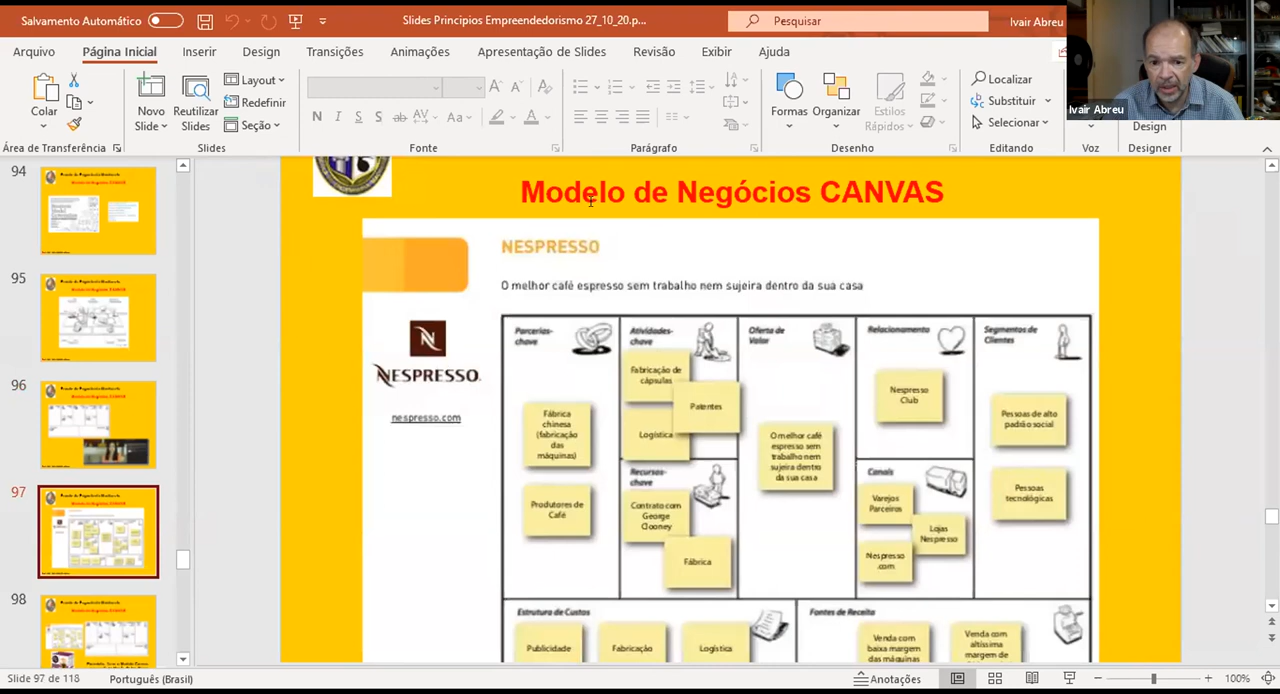 Salvamento Automático
Slides Principios Empreendedorismo 27_10_20.p...
Pesquisar
Ivair Abreu
Arquivo
Página Inicial
Inserir
Design
Transições
Animações
Apresentação de Slides
Revisão
Exibir
Ajuda
Colar
Novo
Slide
Reutilizar
Slides
Layout
Redefinir
Seção
N
I
S
S
ab
AV
Aa
A
Formas
Organizar
Estilos
Rápidos
Localizar
Substituir
Selecionar
Ivair Abreu
Design
Área de Transferência
Slides
Fonte
Parágrafo
Desenho
Editando
Voz
Designer
94
95
96
97
98
Modelo de Negócios CANVAS
NESPRESSO
O melhor café espresso sem trabalho nem sujeira dentro da sua casa
N
NESPRESSO.
nespresso.com
Parcerias-
chave
Fábrica
chinesa
(fabricação
das
máquinas)
Produtores de
Café
Atividades-
chave
Fabricação de
cápsulas
Patentes
Logística
Recursos-
chave
Contrato com
George
Clooney
Fábrica
Oferta de
Valor
O melhor café
espresso sem
trabalho nem
sujeira dentro
da sua casa
Relacionamento
Nespresso
Club
Canais
Varejos
Parceiros
Lojas
Nespresso
Nespresso
.com
Segmentos de
Clientes
Pessoas de alto
padrão social
Pessoas
tecnológicas
Estrutura de Custos
Publicidade
Fabricação
Logística
Fontes de Receita
Venda com
baixa margem
das máquinas
Venda com
altíssima
margem de
Slide 97 de 118
Português (Brasil)
Anotações
100%